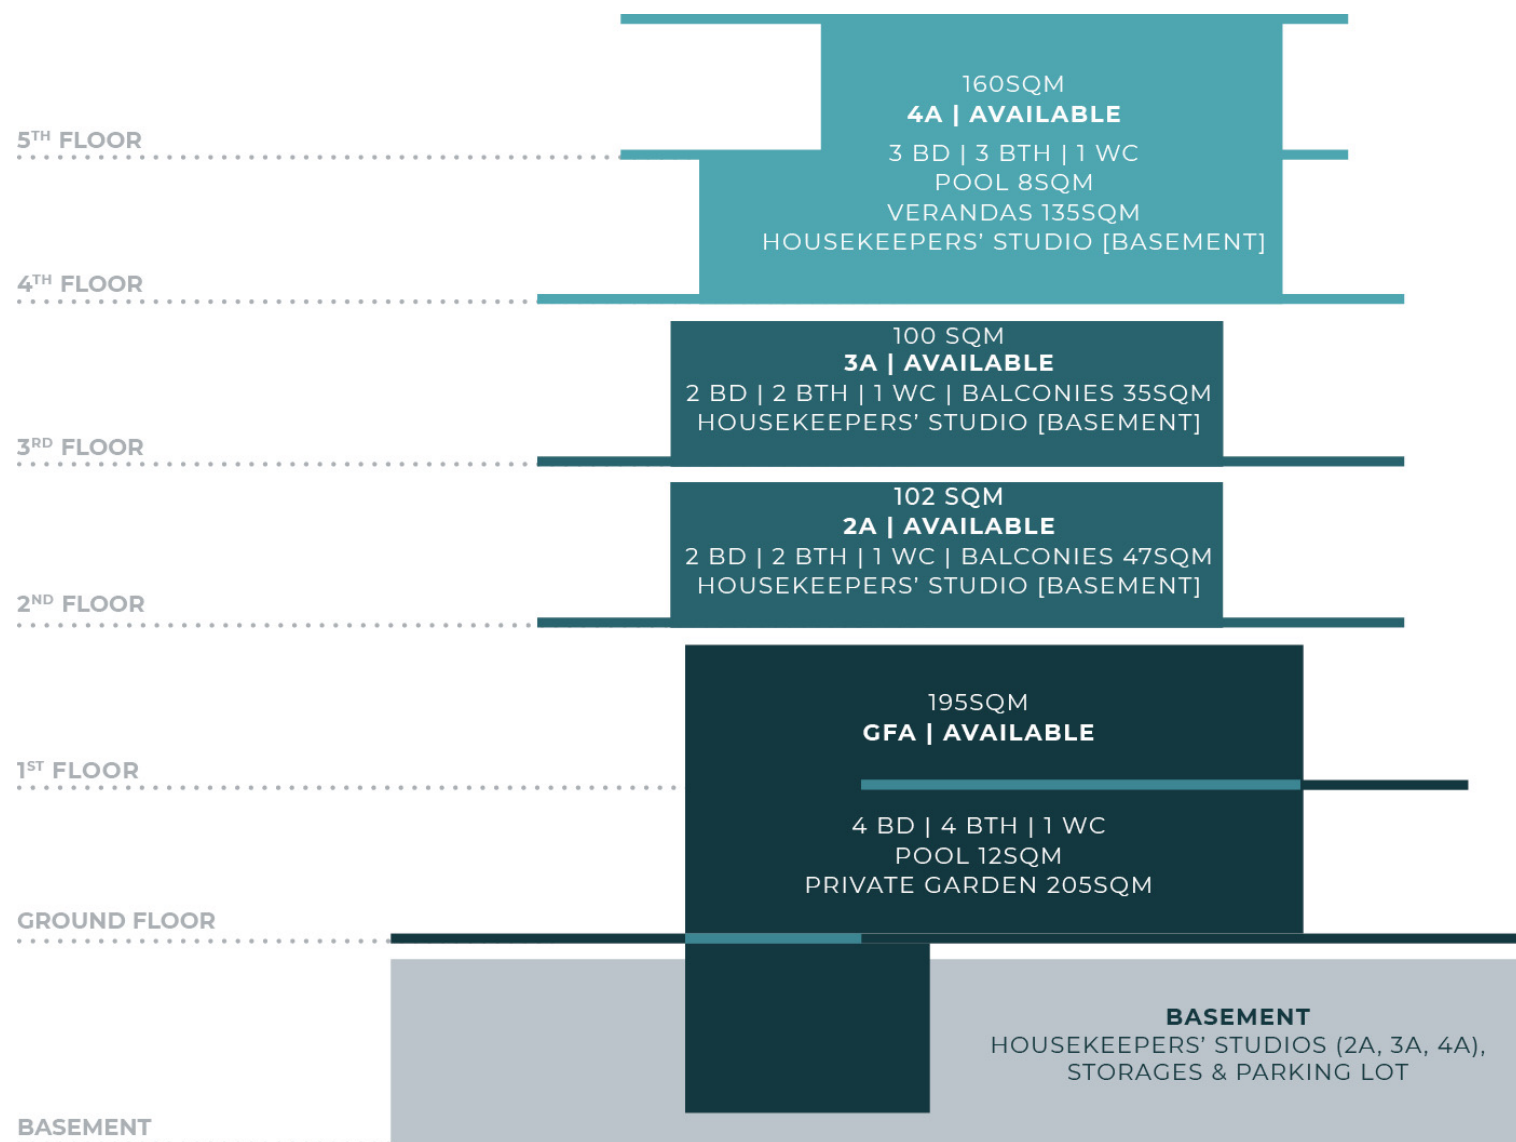 160SQM
4A | AVAILABLE
5TH FLOOR
3 BD | 3 BTH | 1 WC
POOL 8SQM
VERANDAS 135SQM
HOUSEKEEPERS’ STUDIO [BASEMENT]
4TH FLOOR
100 SQM
3A | AVAILABLE
2 BD | 2 BTH | 1 WC | BALCONIES 35SQM
HOUSEKEEPERS’ STUDIO [BASEMENT]
3RD FLOOR
102 SQM
2A | AVAILABLE
2 BD | 2 BTH | 1 WC | BALCONIES 47SQM
HOUSEKEEPERS’ STUDIO [BASEMENT]
2ND FLOOR
195SQM
GFA | AVAILABLE
1ST FLOOR
4 BD | 4 BTH | 1 WC
POOL 12SQM
PRIVATE GARDEN 205SQM
GROUND FLOOR
BASEMENT
HOUSEKEEPERS’ STUDIOS (2A, 3A, 4A),
STORAGES & PARKING LOT
BASEMENT